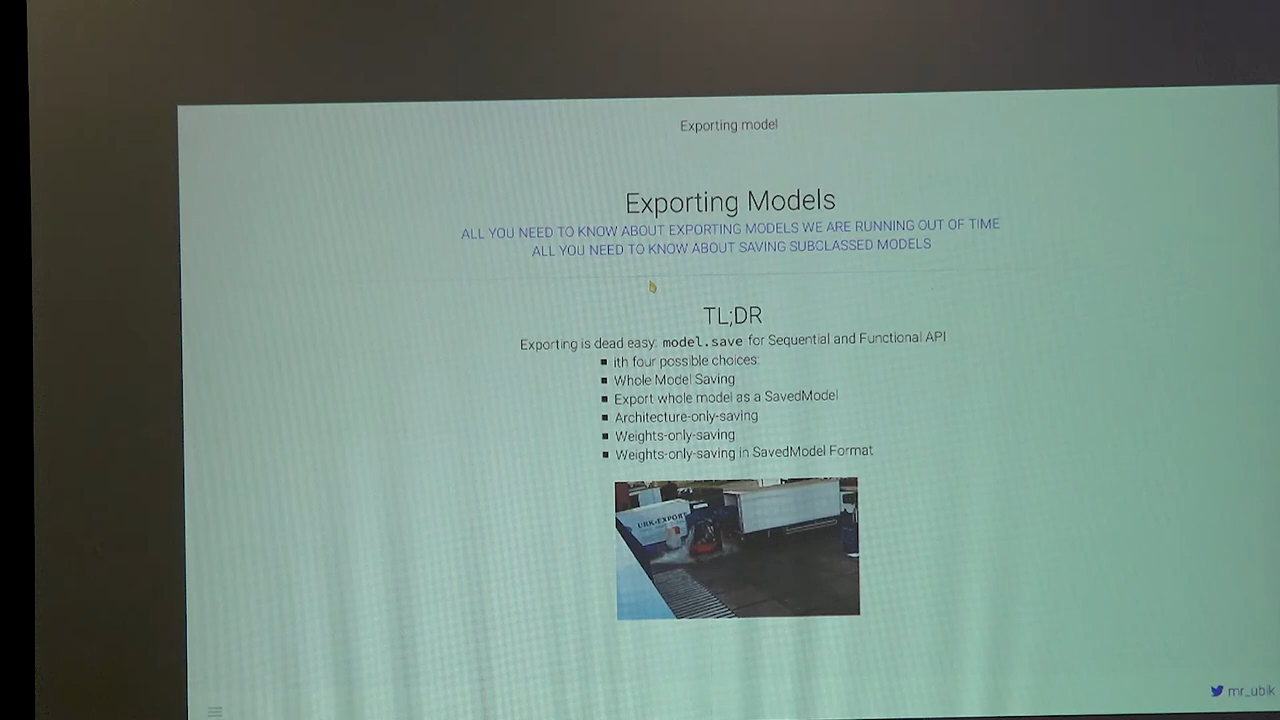 Exporting model
Exporting Models
ALL YOU NEED TO KNOW ABOUT EXPORTING MODELS WE ARE RUNNING OUT OF TIME
ALL YOU NEED TO KNOW ABOUT SAVING SUBCLASSED MODELS
TL;DR
Exporting is dead easy: model.save for Sequential and Functional API
ith four possible choices:
Whole Model Saving
Export whole model as a SavedModel
Architecture-only-saving
Weights-only-saving
Weights-only-saving in SavedModel Format
URK-EXPORT
mr_ubik